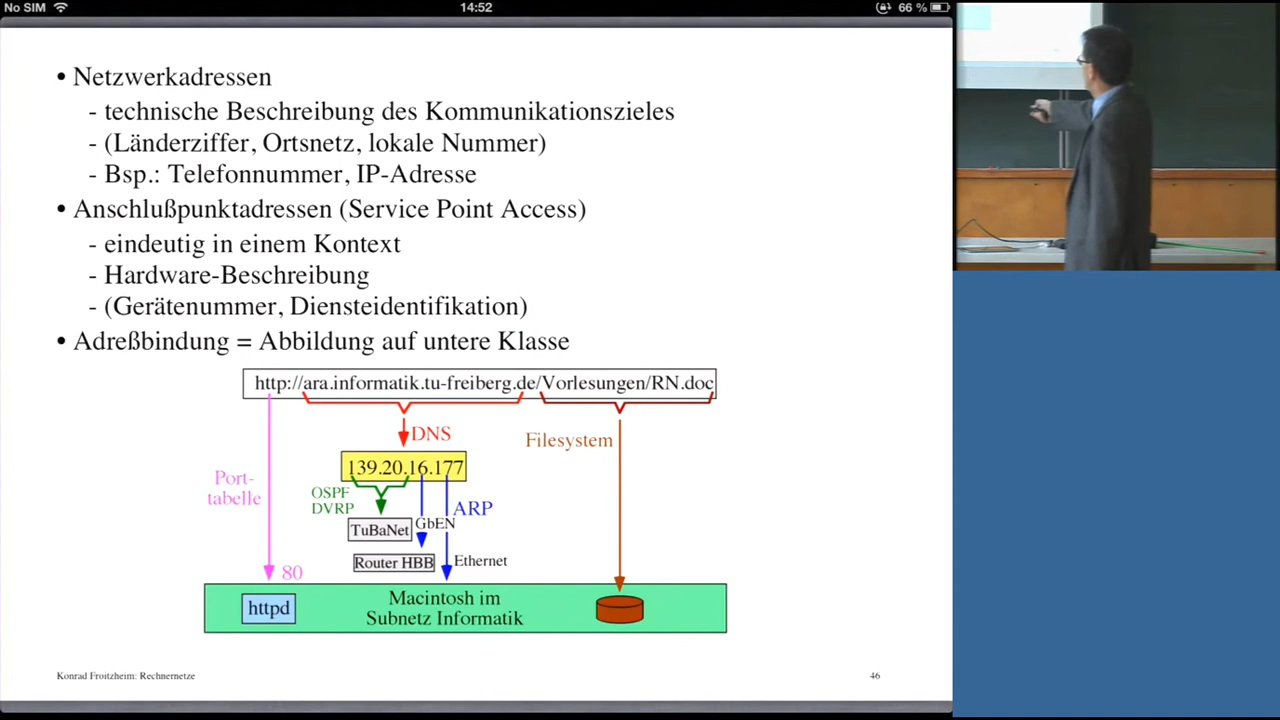 No SIM 14:52 66 %
• Netzwerkadressen
- technische Beschreibung des Kommunikationszieles
- (Länderziffer, Ortsnetz, lokale Nummer)
- Bsp.: Telefonnummer, IP-Adresse
• Anschlußpunktadressen (Service Point Access)
- eindeutig in einem Kontext
- Hardware-Beschreibung
- (Gerätenummer, Diensteidentifikation)
• Adreßbindung = Abbildung auf untere Klasse
http://ara.informatik.tu-freiberg.de/Vorlesungen/RN.doc
DNS
Filesystem
139.20.16.177
Port-
tabelle
OSPF
DVRP
ARP
GbEN
TuBaNet
Router HBB
Ethernet
80
httpd
Macintosh im
Subnetz Informatik
Konrad Froitzheim: Rechnernetze
46